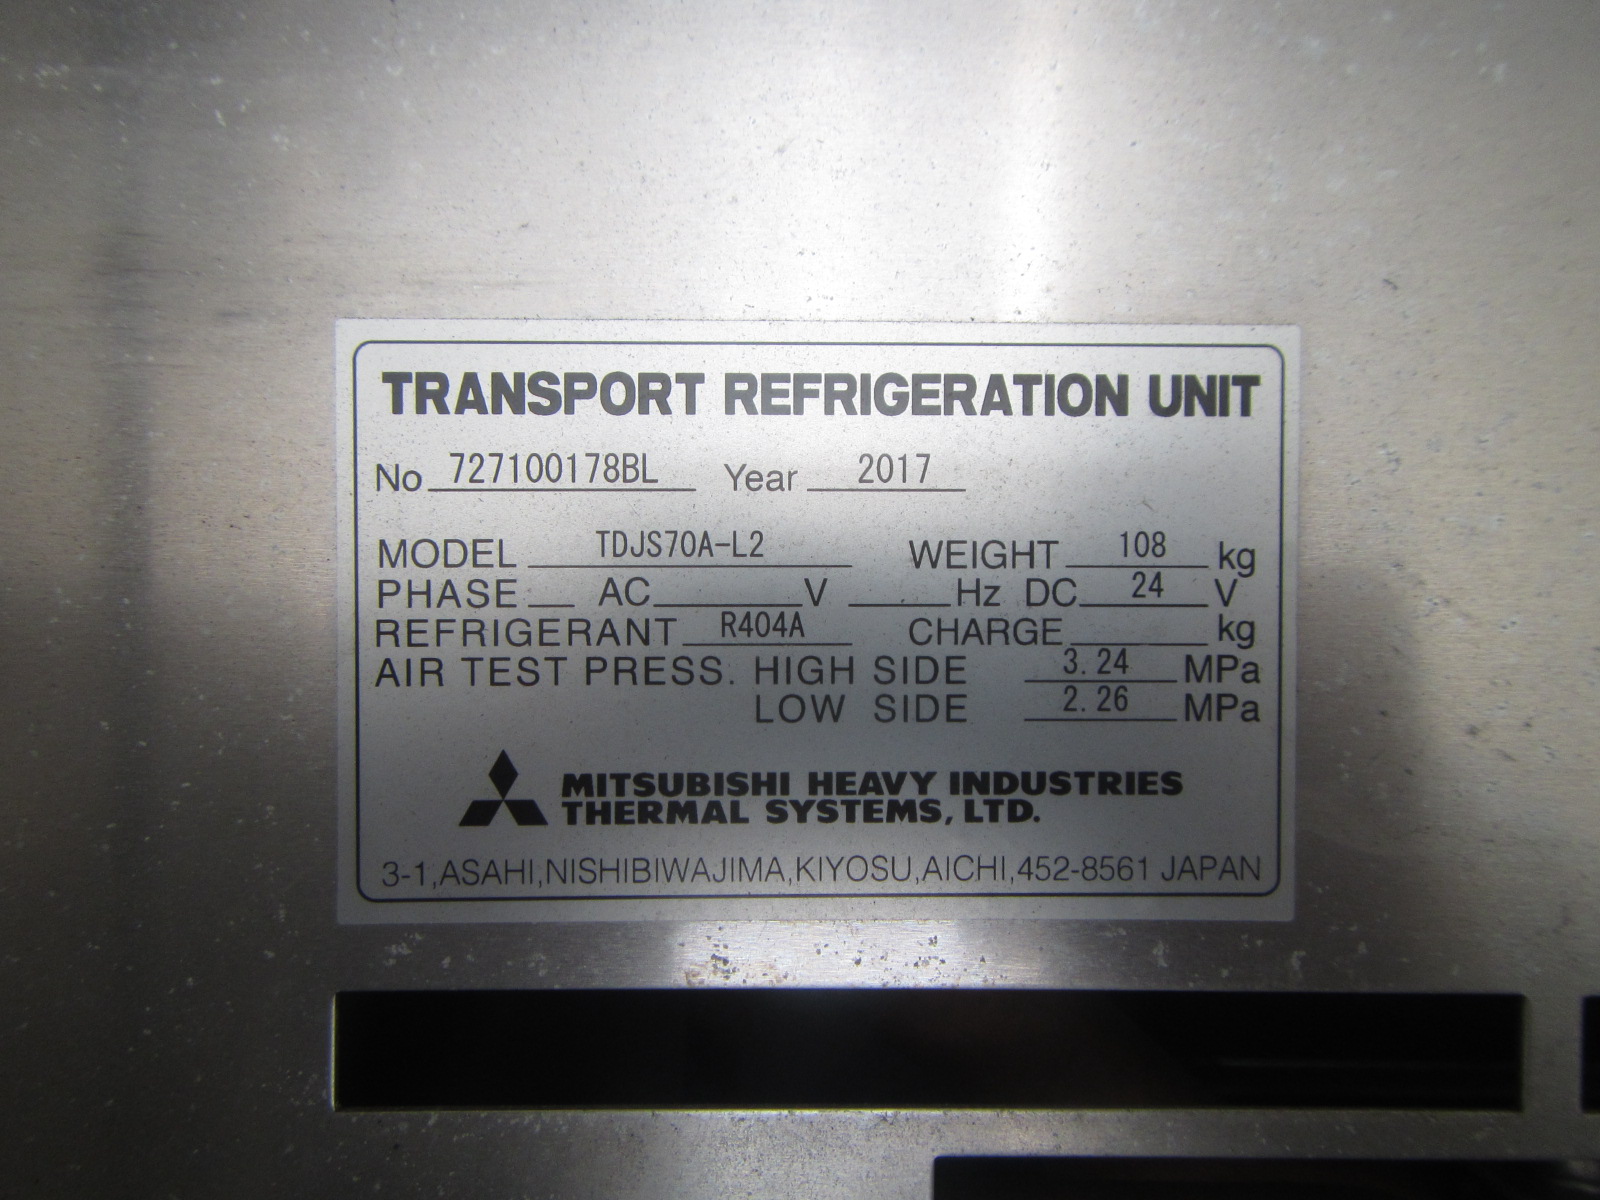 TRANSPORT REFRIGERATION UNIT
No 727100178BL Year 2017
MODEL TDJS70A-L2 WEIGHT 108 kg
PHASE AC V Hz DC 24 V
REFRIGERANT R404A CHARGE kg
AIR TEST PRESS. HIGH SIDE 3.24 MPa
LOW SIDE 2.26 MPa
MITSUBISHI HEAVY INDUSTRIES
THERMAL SYSTEMS, LTD.
3-1,ASAHI,NISHIBIWAJIMA,KIYOSU,AICHI,452-8561 JAPAN